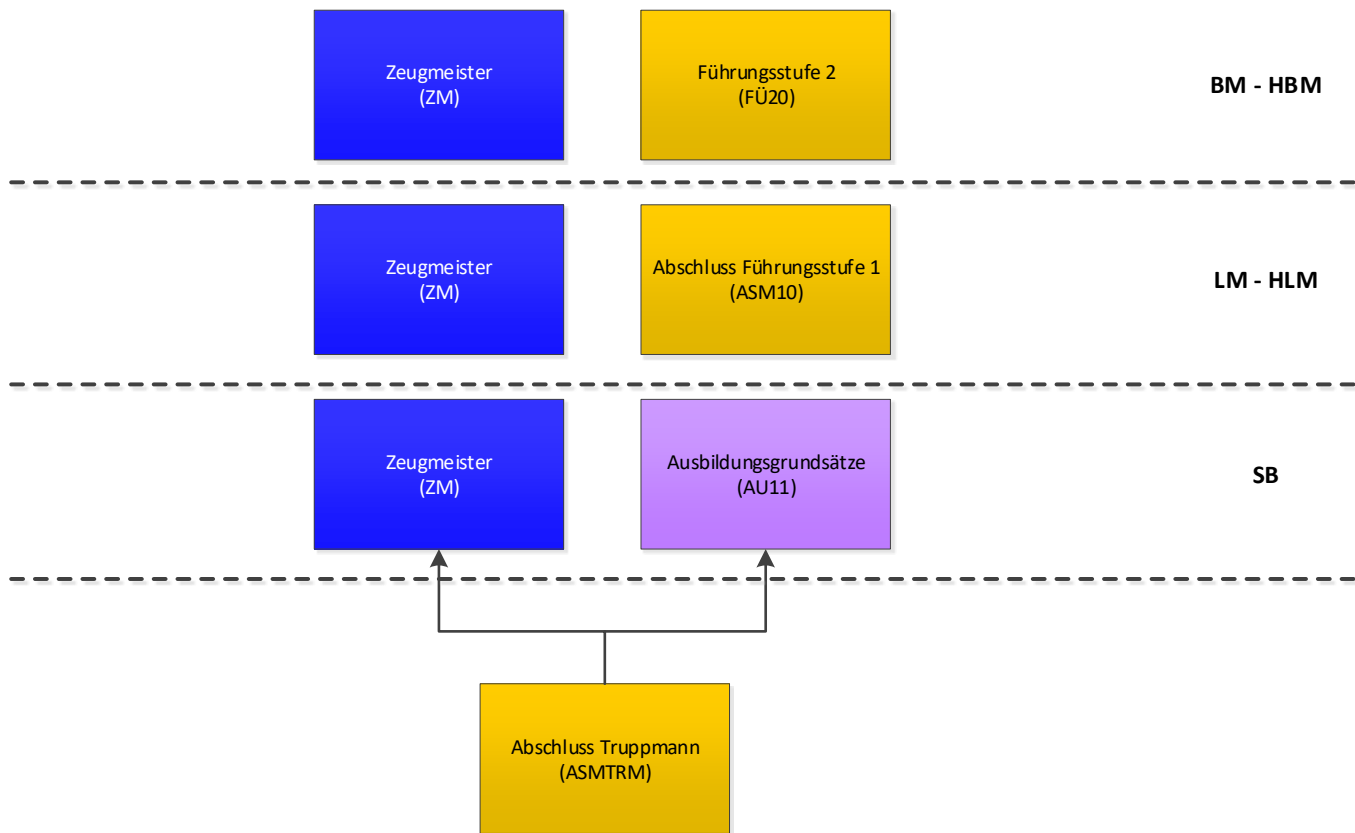 Zeugmeister
(ZM)
Führungsstufe 2
(FÜ20)
BM - HBM
Zeugmeister
(ZM)
Abschluss Führungsstufe 1
(ASM10)
LM - HLM
Zeugmeister
(ZM)
Ausbildungsgrundsätze
(AU11)
SB
Abschluss Truppmann
(ASMTRM)